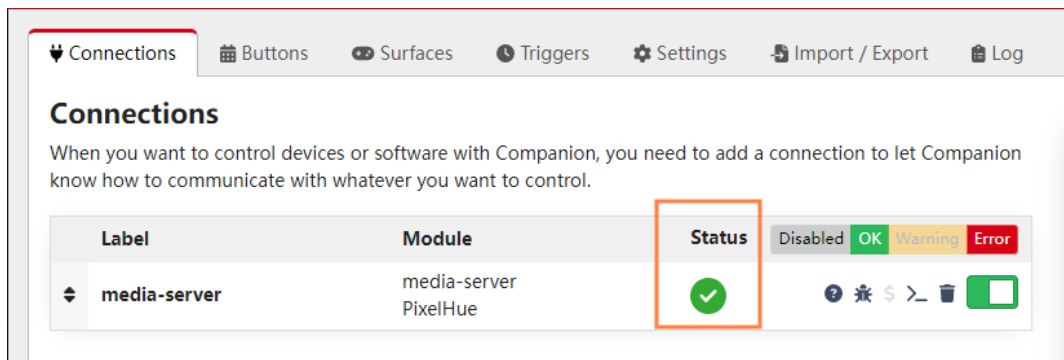 Connections Buttons Surfaces Triggers Settings Import / Export Log
Connections
When you want to control devices or software with Companion, you need to add a connection to let Companion
know how to communicate with whatever you want to control.
Label Module Status Disabled OK Warning Error
media-server media-server
PixelHue